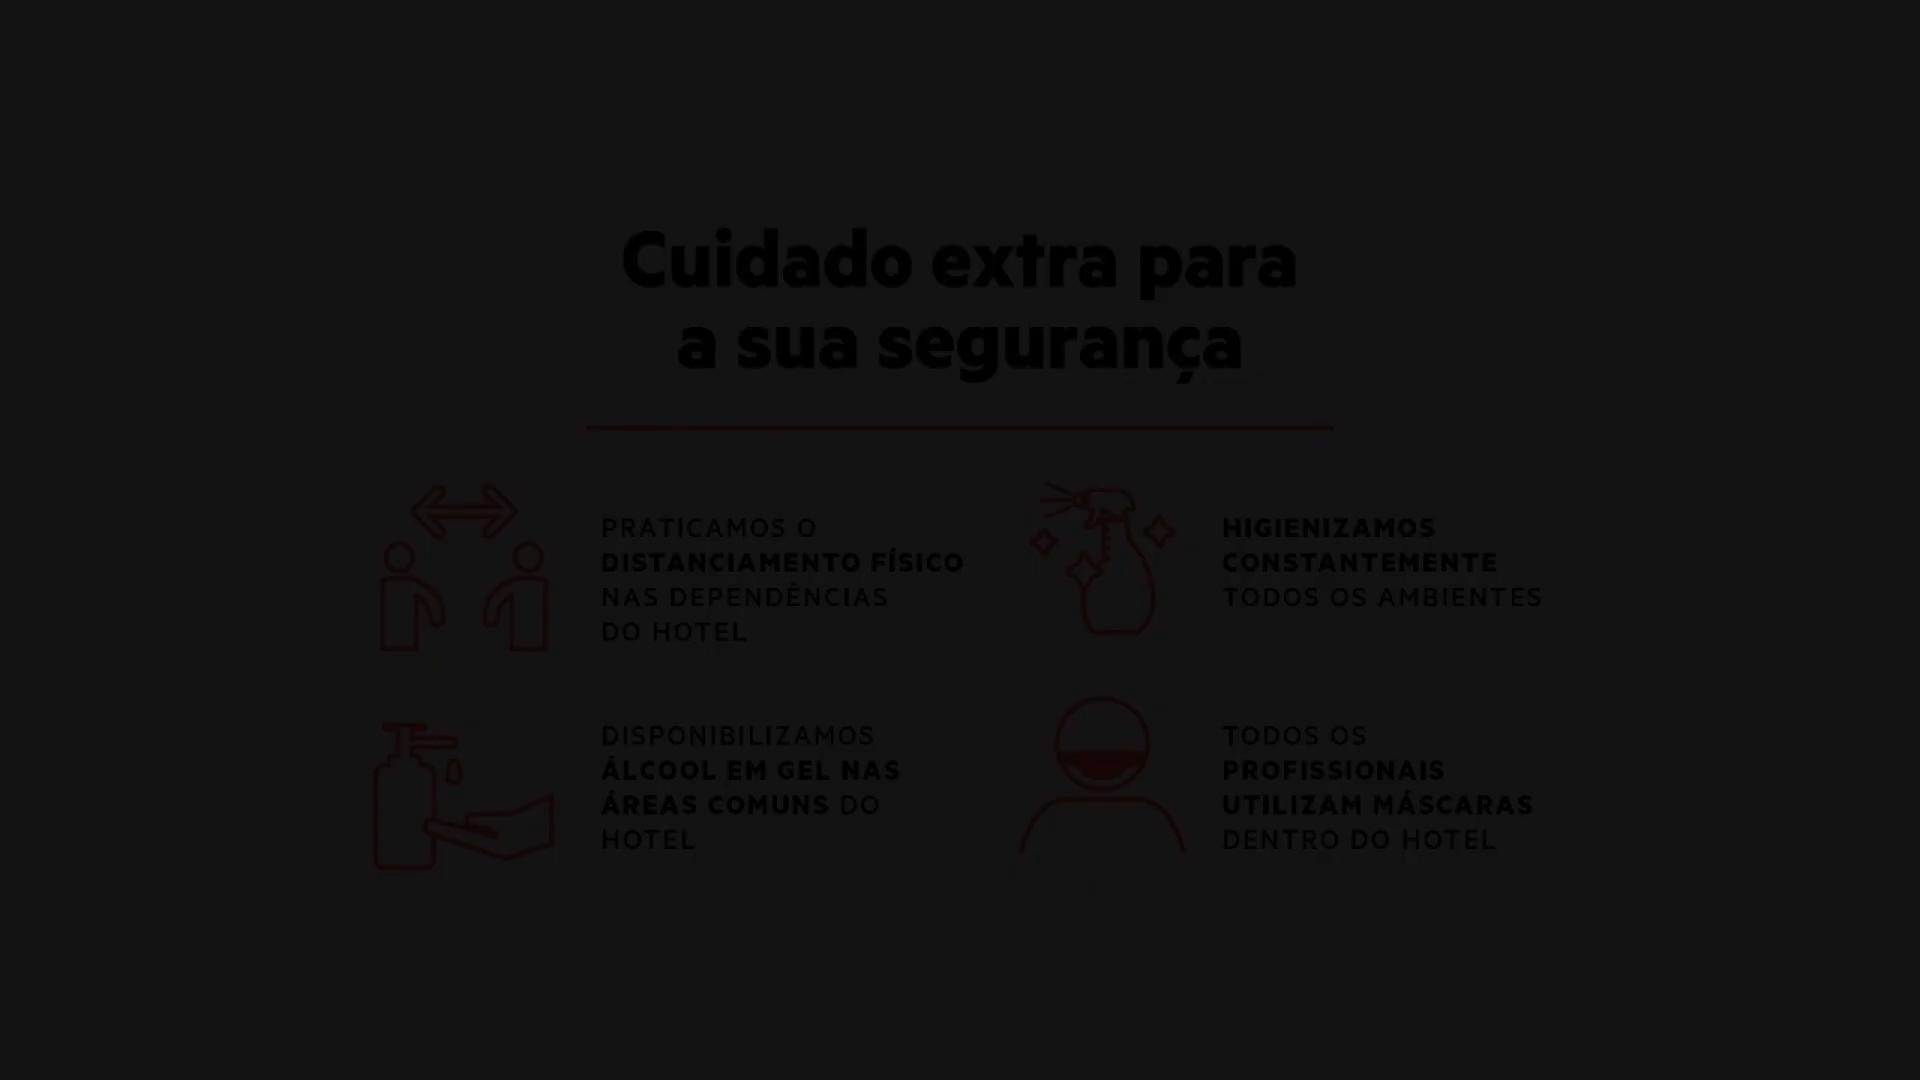 Cuidado extra para
a sua segurança
PRATICAMOS O
DISTANCIAMENTO FÍSICO
NAS DEPENDÊNCIAS
DO HOTEL
HIGIENIZAMOS
CONSTANTEMENTE
TODOS OS AMBIENTES
DISPONIBILIZAMOS
ÁLCOOL EM GEL NAS
ÁREAS COMUNS DO
HOTEL
TODOS OS
PROFISSIONAIS
UTILIZAM MÁSCARAS
DENTRO DO HOTEL